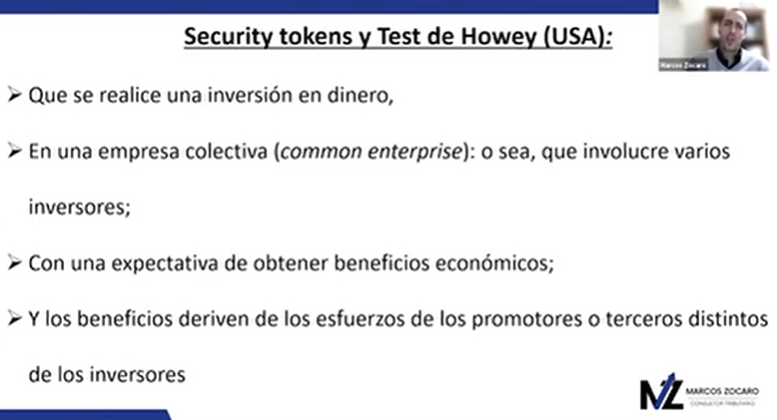 Security tokens y Test de Howey (USA):
Marcos Zocaro
➢ Que se realice una inversión en dinero,
➢ En una empresa colectiva (common enterprise): o sea, que involucre varios
inversores;
➢ Con una expectativa de obtener beneficios económicos;
➢ Y los beneficios deriven de los esfuerzos de los promotores o terceros distintos
de los inversores
MZ MARCOS ZOCARO
CONSULTOR TRIBUTARIO